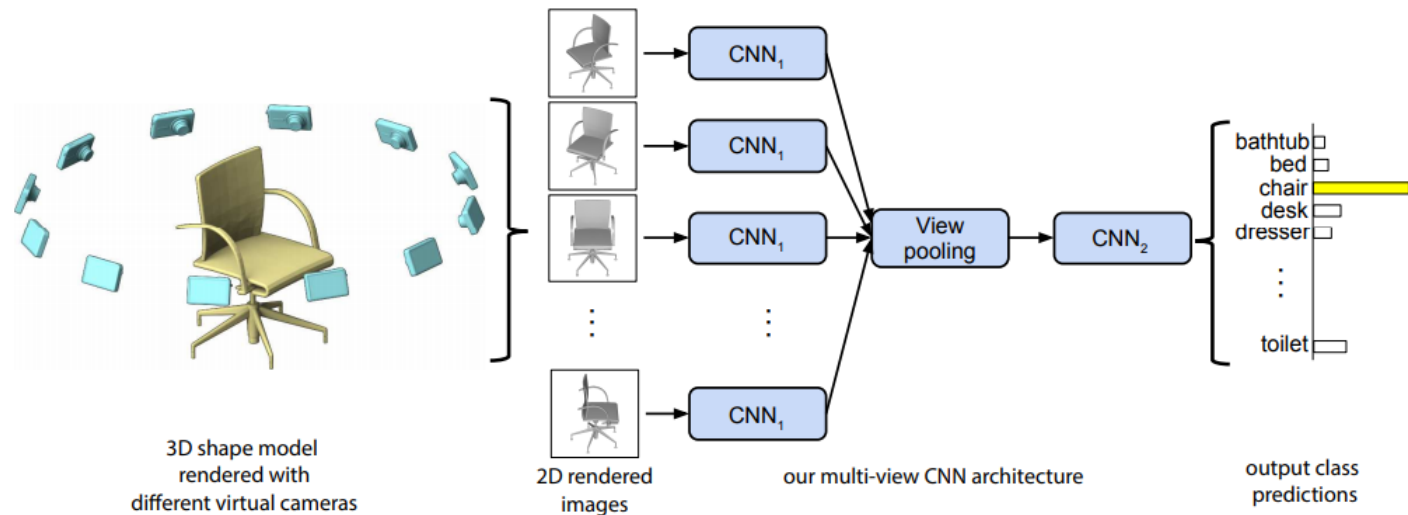 CNN₁
CNN₁
CNN₁
⋮
⋮
CNN₁
View
pooling
CNN₂
bathtub
bed
chair
desk
dresser
⋮
toilet
3D shape model
rendered with
different virtual cameras
2D rendered
images
our multi-view CNN architecture
output class
predictions